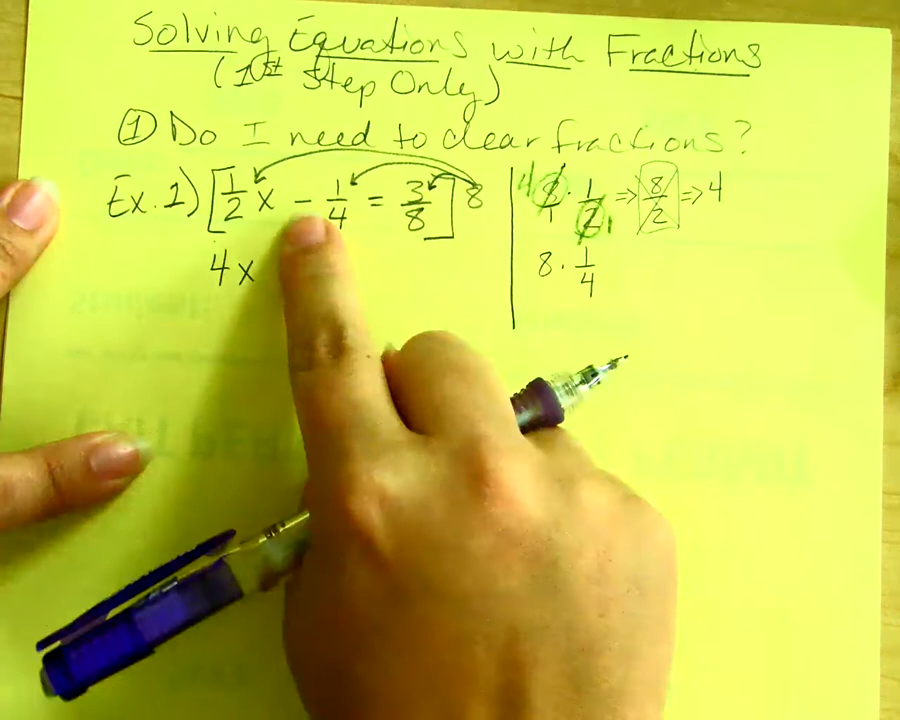 Solving Equations with Fractions
(1st Step Only)
① Do I need to clear fractions?
Ex. 1) [1/2 x - 1/4 = 3/8] 8
4x
4 8/1 · 1/2 1 => 8/2 => 4
8 · 1/4